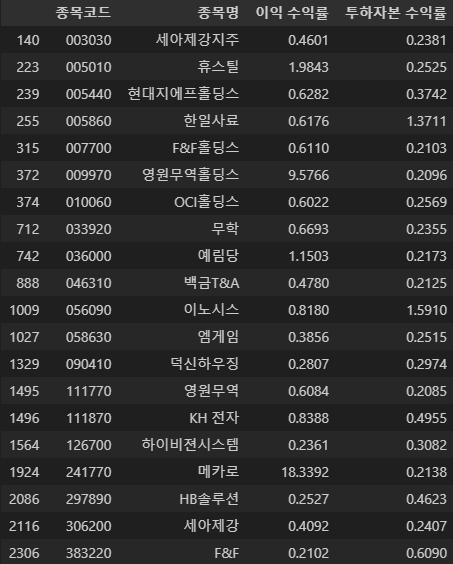 종목코드 종목명 이익 수익률 투하자본 수익률
140 003030 세아제강지주 0.4601 0.2381
223 005010 휴스틸 1.9843 0.2525
239 005440 현대지에프홀딩스 0.6282 0.3742
255 005860 한일사료 0.6176 1.3711
315 007700 F&F홀딩스 0.6110 0.2103
372 009970 영원무역홀딩스 9.5766 0.2096
374 010060 OCI홀딩스 0.6022 0.2569
712 033920 무학 0.6693 0.2355
742 036000 예림당 1.1503 0.2173
888 046310 백금T&A 0.4780 0.2125
1009 056090 이노시스 0.8180 1.5910
1027 058630 엠게임 0.3856 0.2515
1329 090410 덕신하우징 0.2807 0.2974
1495 111770 영원무역 0.6084 0.2085
1496 111870 KH 전자 0.8388 0.4955
1564 126700 하이비젼시스템 0.2361 0.3082
1924 241770 메카로 18.3392 0.2138
2086 297890 HB솔루션 0.2527 0.4623
2116 306200 세아제강 0.4092 0.2407
2306 383220 F&F 0.2102 0.6090